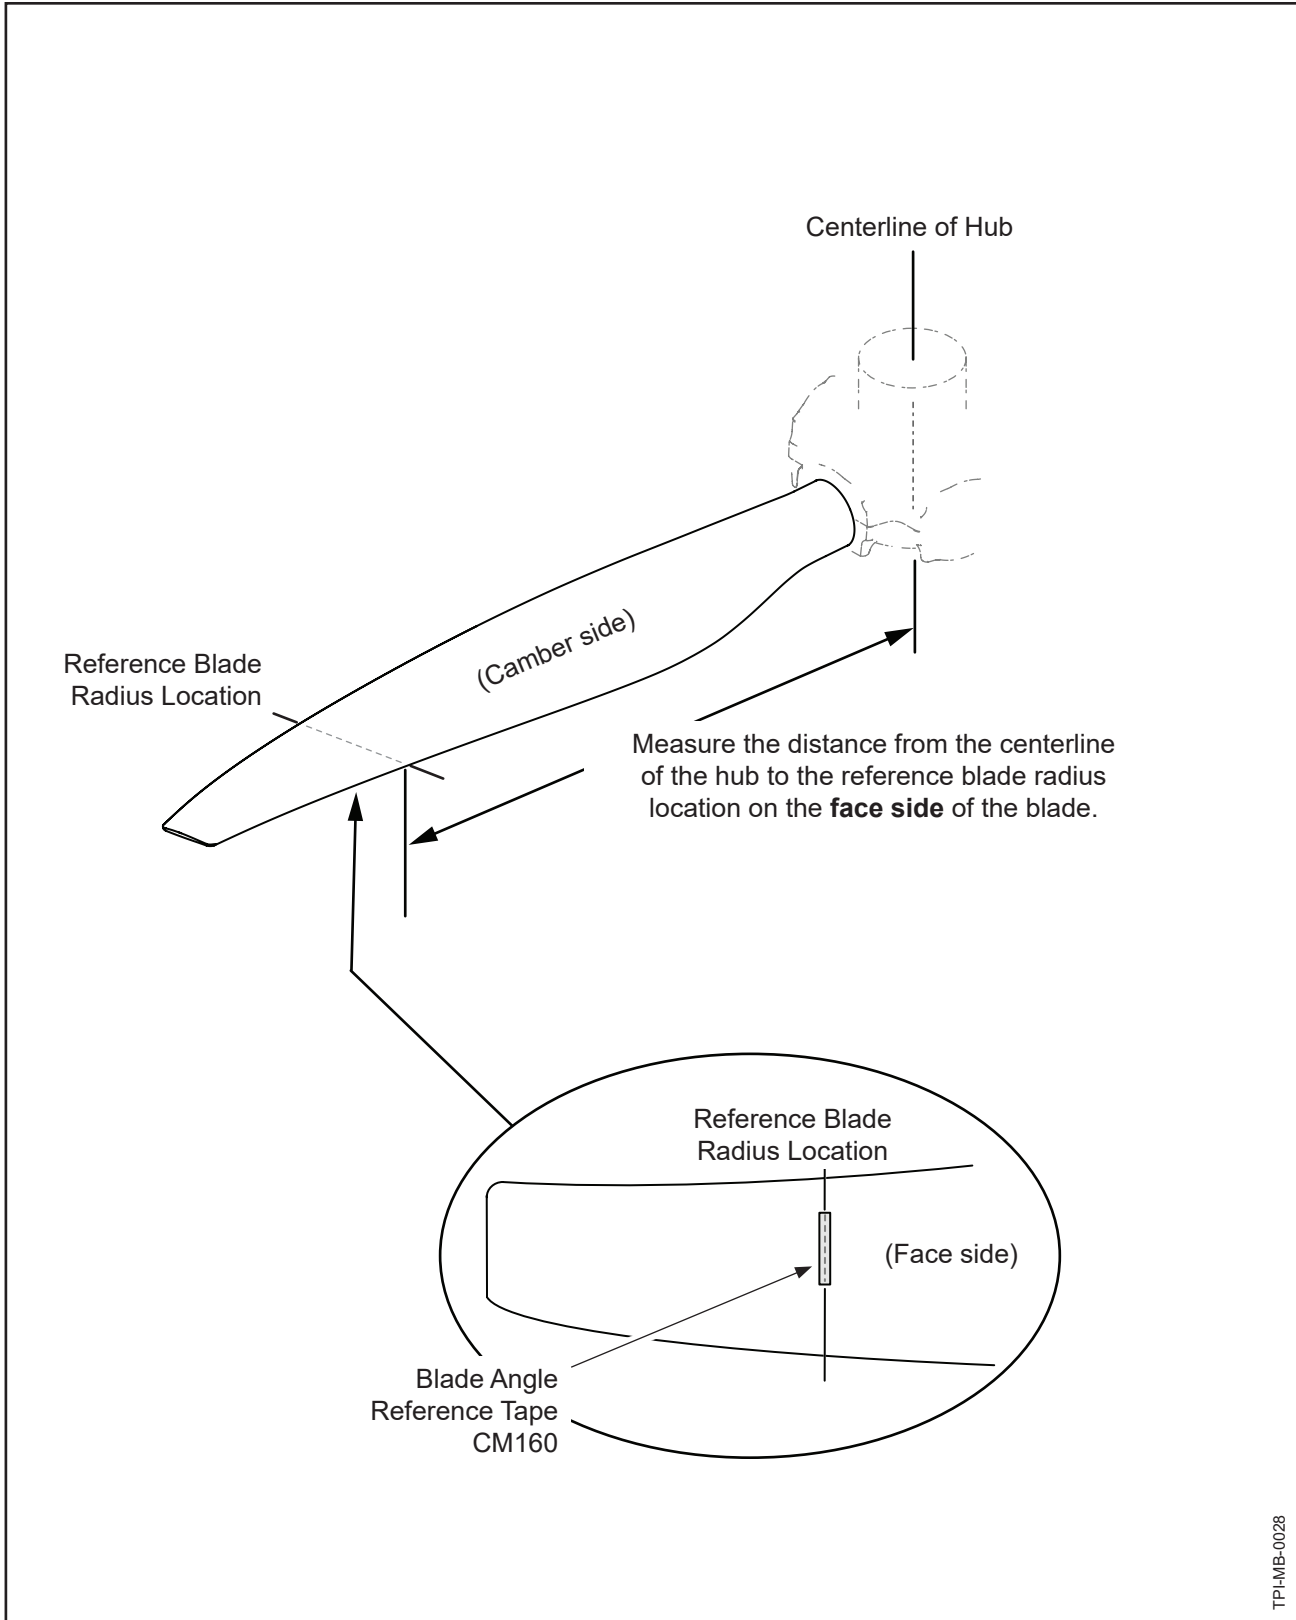 Centerline of Hub
(Camber side)
Reference Blade
Radius Location
Measure the distance from the centerline
of the hub to the reference blade radius
location on the face side of the blade.
Reference Blade
Radius Location
(Face side)
Blade Angle
Reference Tape
CM160
TPI-MB-0028